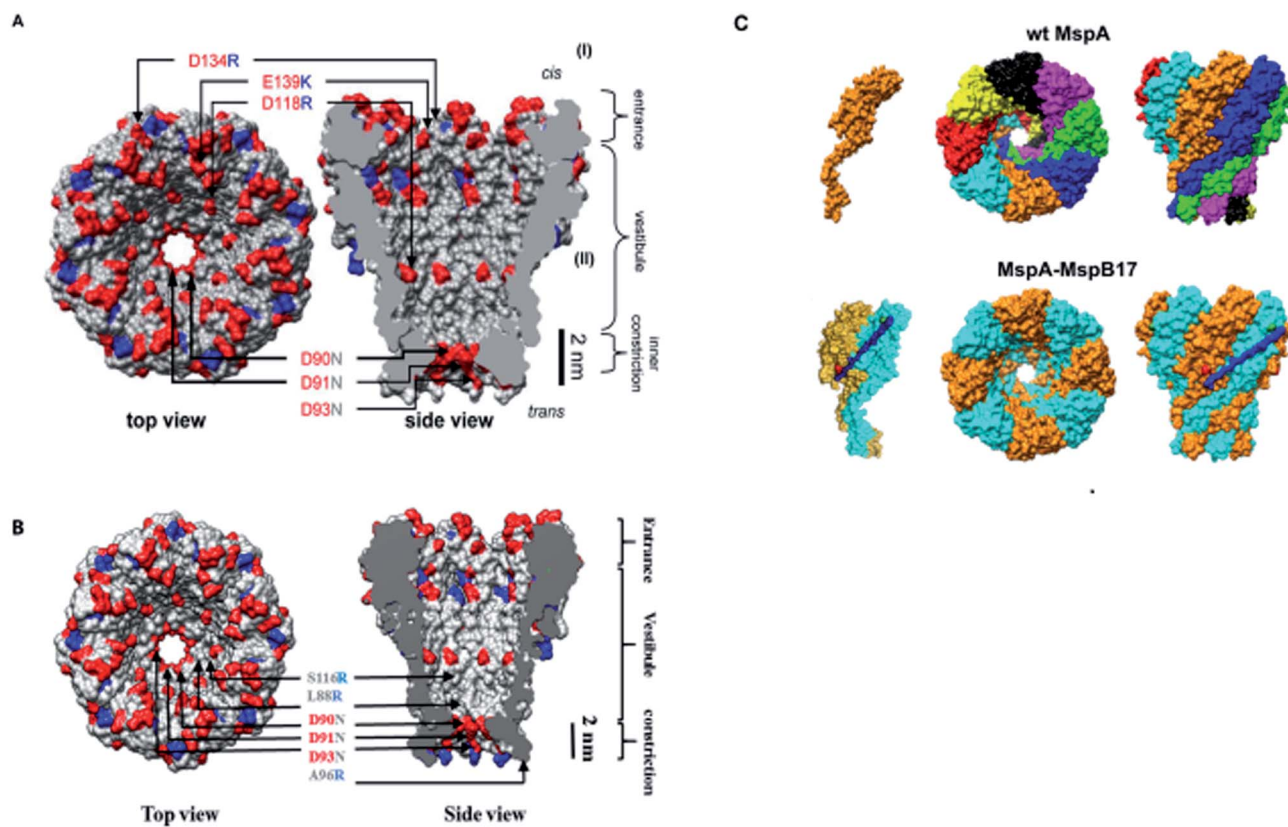 A
D134R
E139K
D118R
(I)
cis
entrance
vestibule
(II)
inner
constriction
2 nm
D90N
D91N
D93N
trans
top view
side view
B
Entrance
Vestibule
constriction
S116R
L88R
D90N
D91N
D93N
A96R
2 nm
Top view
Side view
C
wt MspA
MspA-MspB17